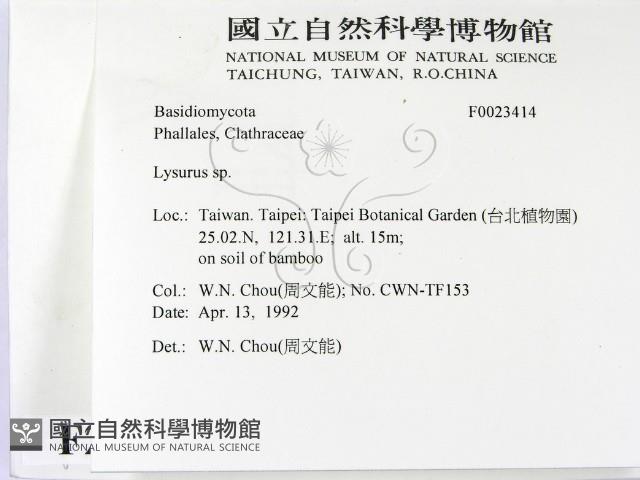 國立自然科學博物館
NATIONAL MUSEUM OF NATURAL SCIENCE
TAICHUNG, TAIWAN, R.O.CHINA
Basidiomycota F0023414
Phallales, Clathraceae
Lysurus sp.
Loc.: Taiwan. Taipei: Taipei Botanical Garden (台北植物園)
25.02.N, 121.31.E; alt. 15m;
on soil of bamboo
Col.: W.N. Chou(周文能); No. CWN-TF153
Date: Apr. 13, 1992
Det.: W.N. Chou(周文能)
國立自然科學博物館
NATIONAL MUSEUM OF NATURAL SCIENCE